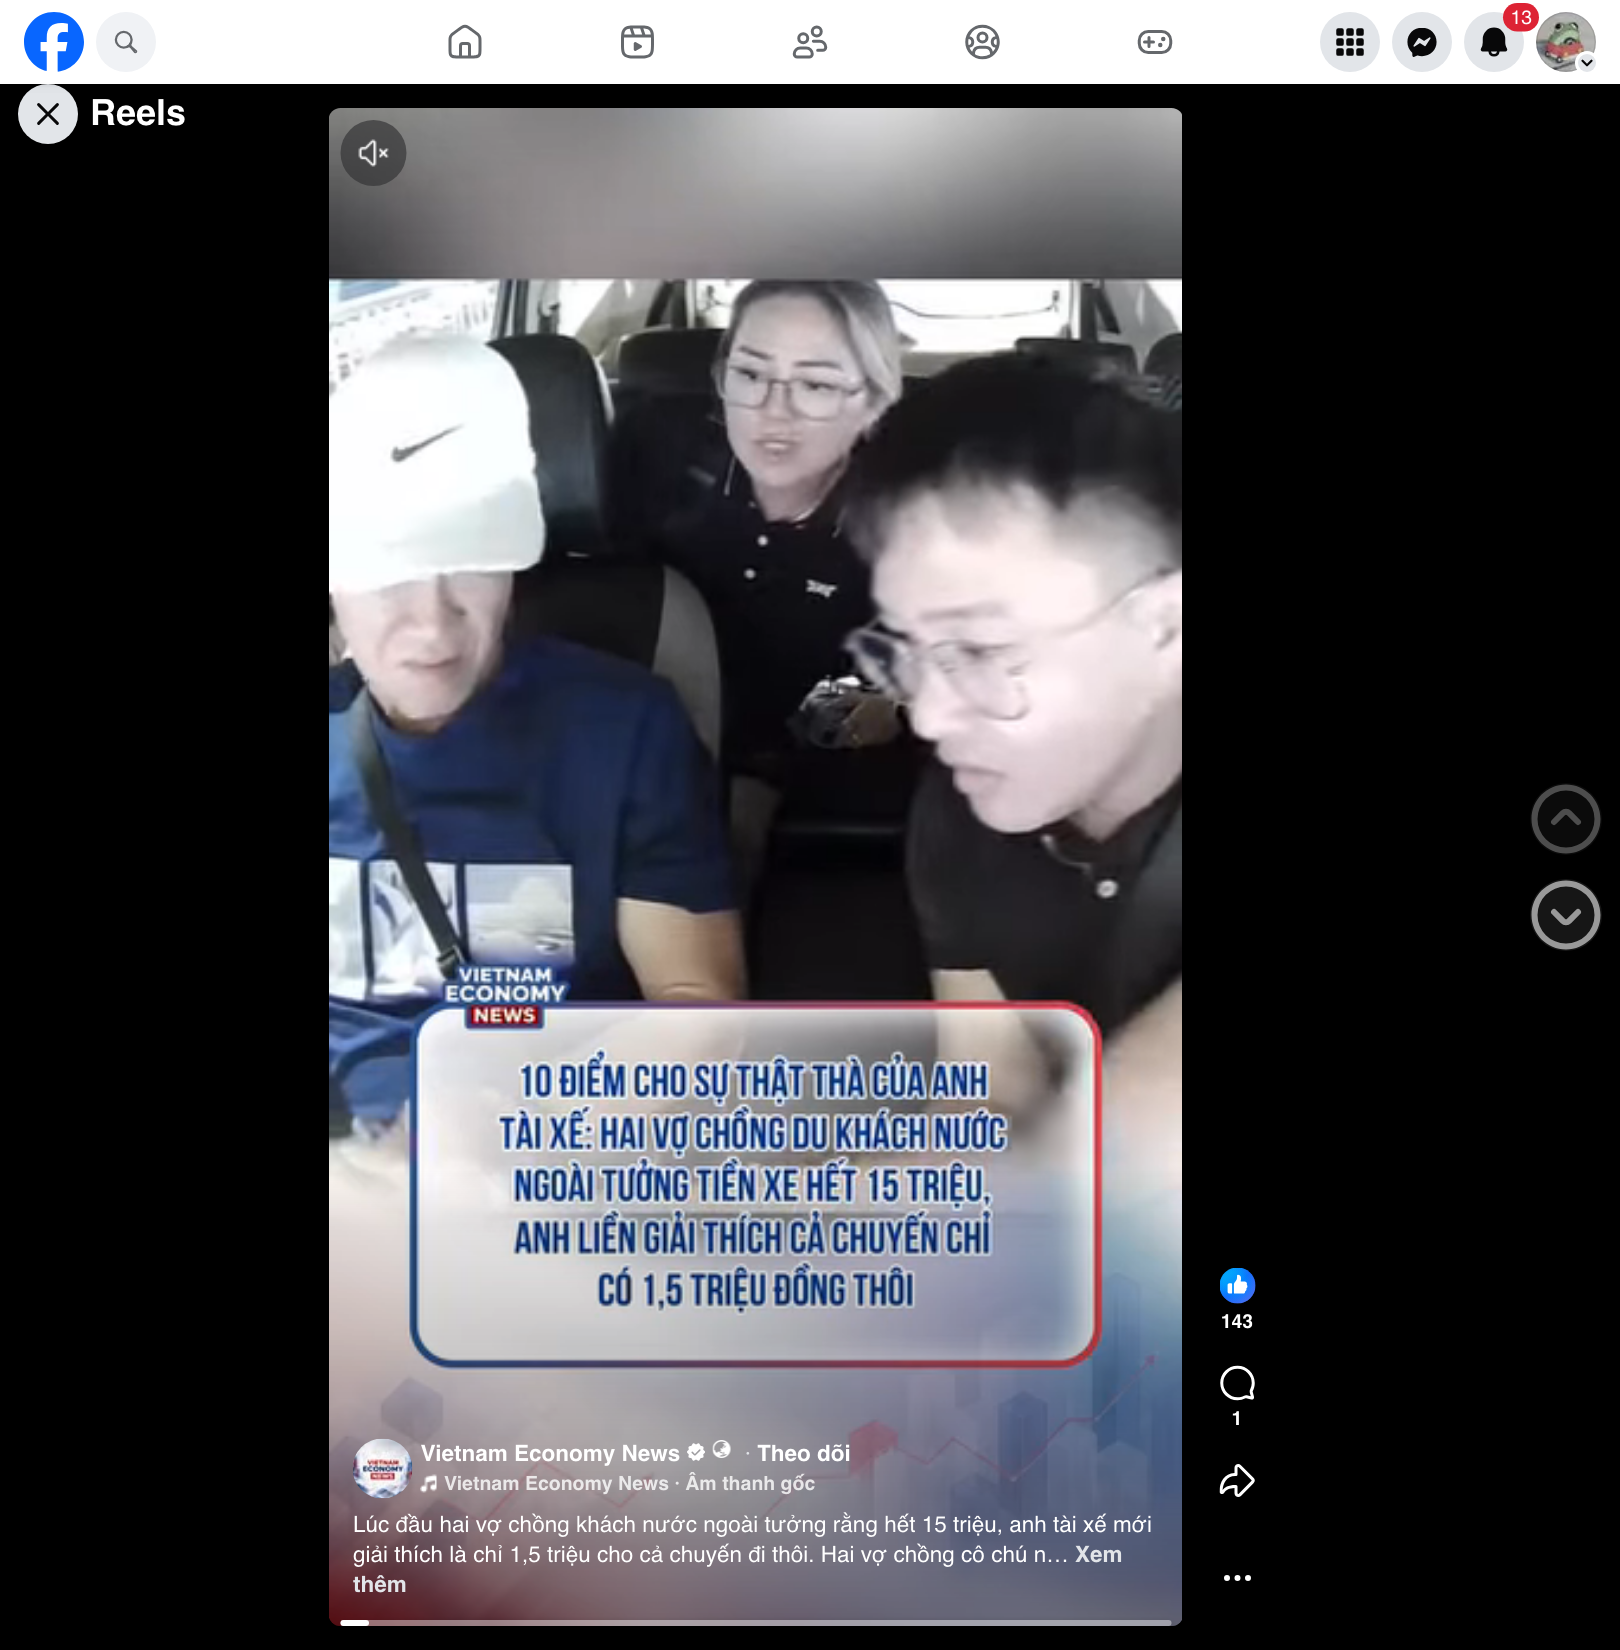 13
Reels
VIETNAM
ECONOMY
NEWS
10 ĐIỂM CHO SỰ THẬT THÀ CỦA ANH
TÀI XẾ: HAI VỢ CHỒNG DU KHÁCH NƯỚC
NGOÀI TƯỞNG TIỀN XE HẾT 15 TRIỆU,
ANH LIỀN GIẢI THÍCH CẢ CHUYẾN CHỈ
CÓ 1,5 TRIỆU ĐỒNG THÔI
143
1
VIETNAM
ECONOMY
NEWS
Vietnam Economy News · Theo dõi
Vietnam Economy News · Âm thanh gốc
Lúc đầu hai vợ chồng khách nước ngoài tưởng rằng hết 15 triệu, anh tài xế mới
giải thích là chỉ 1,5 triệu cho cả chuyến đi thôi. Hai vợ chồng cô chú n… Xem
thêm